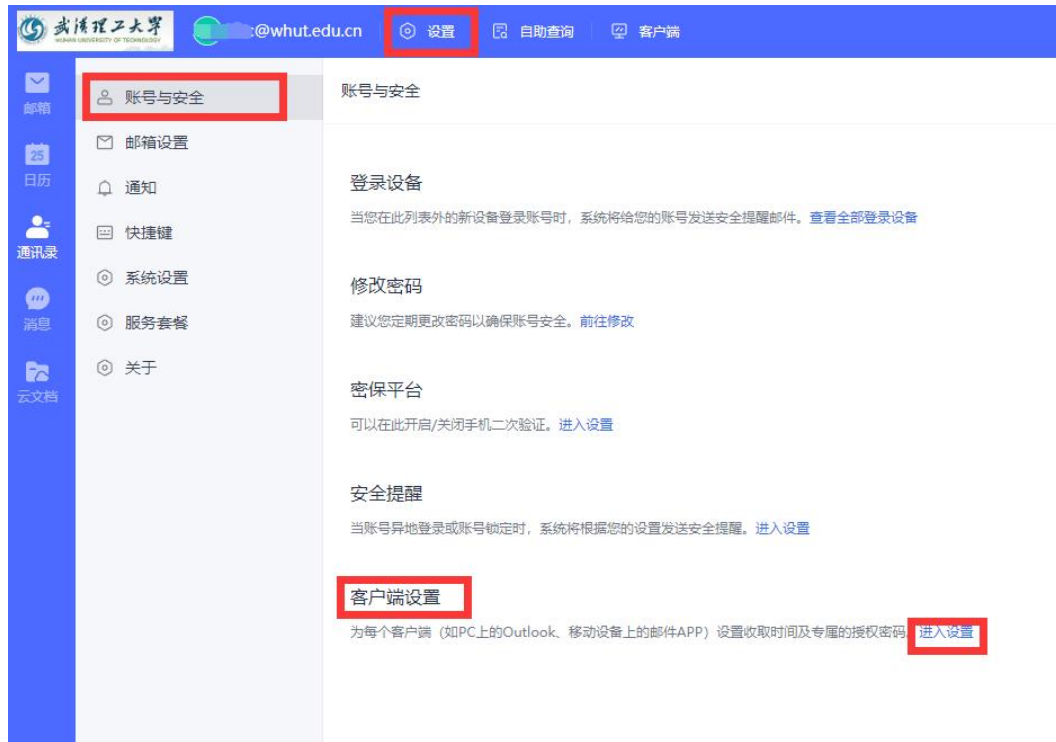 武汉理工大学
WUHAN UNIVERSITY OF TECHNOLOGY
c@whut.edu.cn
设置
自助查询
客户端
邮箱
25
日历
通讯录
消息
云文档
账号与安全
邮箱设置
通知
快捷键
系统设置
服务套餐
关于
账号与安全
登录设备
当您在此列表外的新设备登录账号时，系统将给您的账号发送安全提醒邮件。查看全部登录设备
修改密码
建议您定期更改密码以确保账号安全。前往修改
密保平台
可以在此开启/关闭手机二次验证。进入设置
安全提醒
当账号异地登录或账号锁定时，系统将根据您的设置发送安全提醒。进入设置
客户端设置
为每个客户端（如PC上的Outlook、移动设备上的邮件APP）设置收取时间及专属的授权密码。进入设置